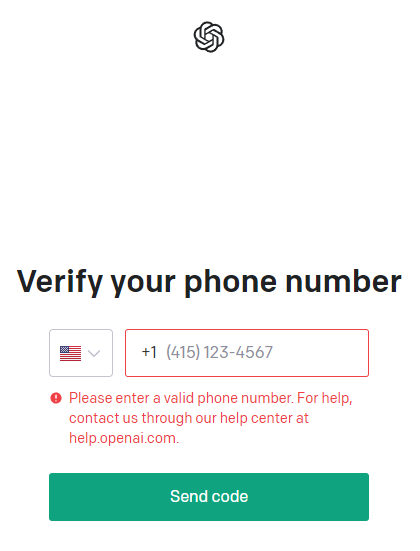 Verify your phone number
+1 (415) 123-4567
Please enter a valid phone number. For help,
contact us through our help center at
help.openai.com.
Send code